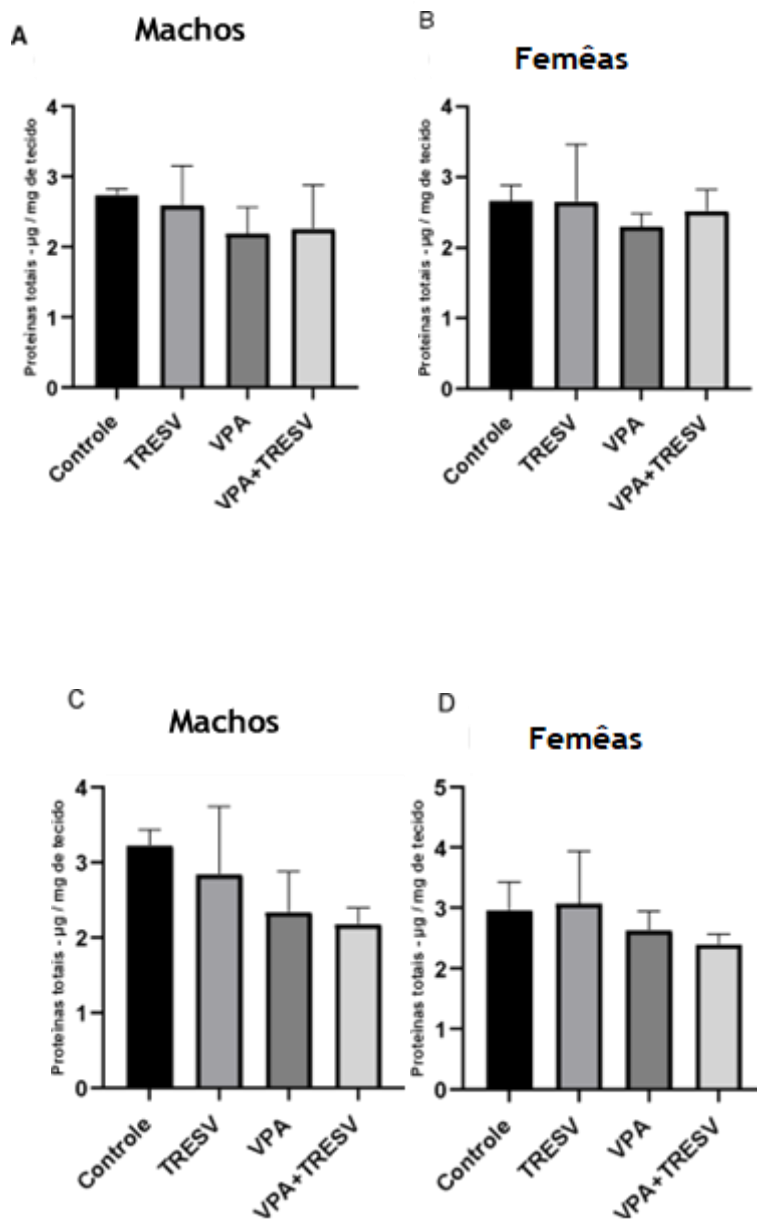 A
Machos
Proteínas totais - µg / mg de tecido
4
3
2
1
0
Controle
TRESV
VPA
VPA+TRESV
B
Femêas
Proteínas totais - µg / mg de tecido
4
3
2
1
0
Controle
TRESV
VPA
VPA+TRESV
C
Machos
Proteínas totais - µg / mg de tecido
4
3
2
1
0
Controle
TRESV
VPA
VPA+TRESV
D
Femêas
Proteínas totais - µg / mg de tecido
5
4
3
2
1
0
Controle
TRESV
VPA
VPA+TRESV